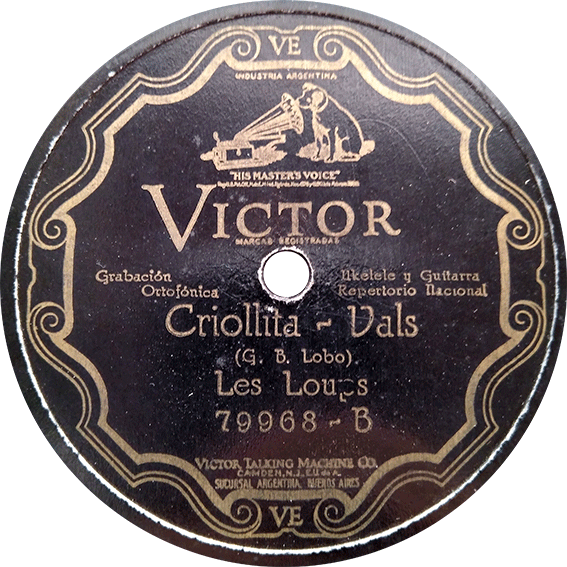 VE
INDUSTRIA ARGENTINA
"HIS MASTER'S VOICE"
VICTOR
MARCAS REGISTRADAS
Grabación
Ortofónica
Ukelele y Guitarra
Repertorio Nacional
Criollita - Vals
(G. B. Lobo)
Les Loups
79968 - B
VICTOR TALKING MACHINE CO.
CAMDEN, N.J., E.U. de A.
SUCURSAL ARGENTINA, BUENOS AIRES
VE